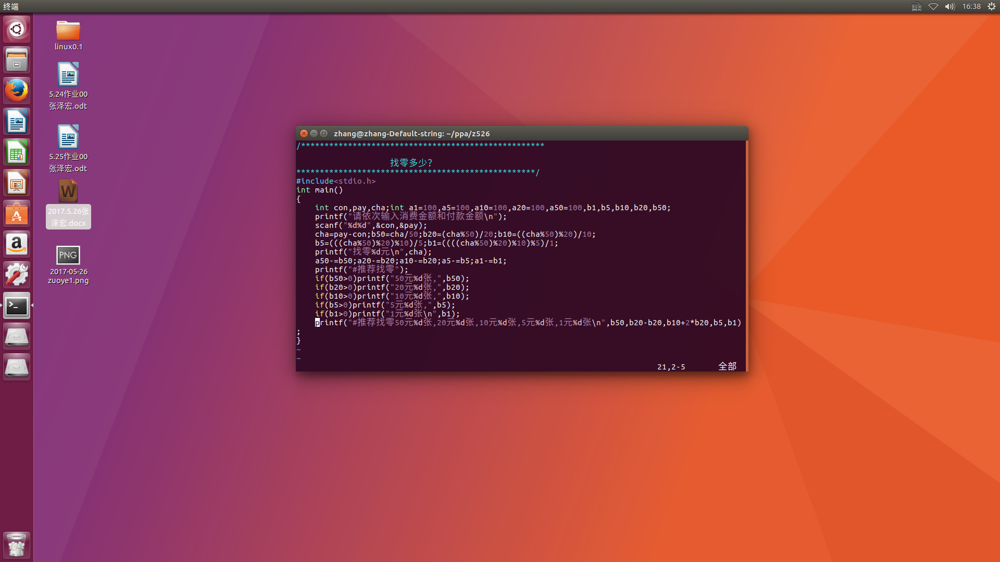 终端
16:38
linux0.1
5.24作业00
张泽宏.odt
5.25作业00
张泽宏.odt
W
2017.5.26张
泽宏.docx
PNG
2017-05-26
zuoye1.png
zhang@zhang-Default-string: ~/ppa/z526
/****************************************************
找零多少?
***************************************************/
#include<stdio.h>
int main()
{
int con,pay,cha;int a1=100,a5=100,a10=100,a20=100,a50=100,b1,b5,b10,b20,b50;
printf("请依次输入消费金额和付款金额\n");
scanf("%d%d",&con,&pay);
cha=pay-con;b50=cha/50;b20=(cha%50)/20;b10=((cha%50)%20)/10;
b5=(((cha%50)%20)%10)/5;b1=((((cha%50)%20)%10)%5)/1;
printf("找零%d元\n",cha);
a50-=b50;a20-=b20;a10-=b20;a5-=b5;a1-=b1;
printf("#推荐找零");
if(b50>0)printf("50元%d张,",b50);
if(b20>0)printf("20元%d张,",b20);
if(b10>0)printf("10元%d张,",b10);
if(b5>0)printf("5元%d张,",b5);
if(b1>0)printf("1元%d张\n",b1);
printf("#推荐找零50元%d张,20元%d张,10元%d张,5元%d张,1元%d张\n",b50,b20-b20,b10+2*b20,b5,b1)
;
}
~
~
21,2-5 全部